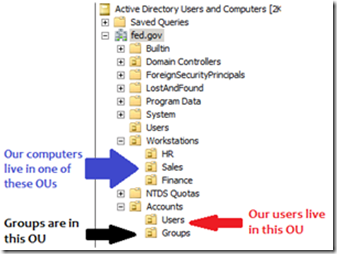 Active Directory Users and Computers [2K
Saved Queries
fed.gov
Builtin
Domain Controllers
ForeignSecurityPrincipals
LostAndFound
Program Data
System
Users
Workstations
HR
Sales
Finance
NTDS Quotas
Accounts
Users
Groups
Our computers
live in one of
these OUs
Groups are in
this OU
Our users live
in this OU